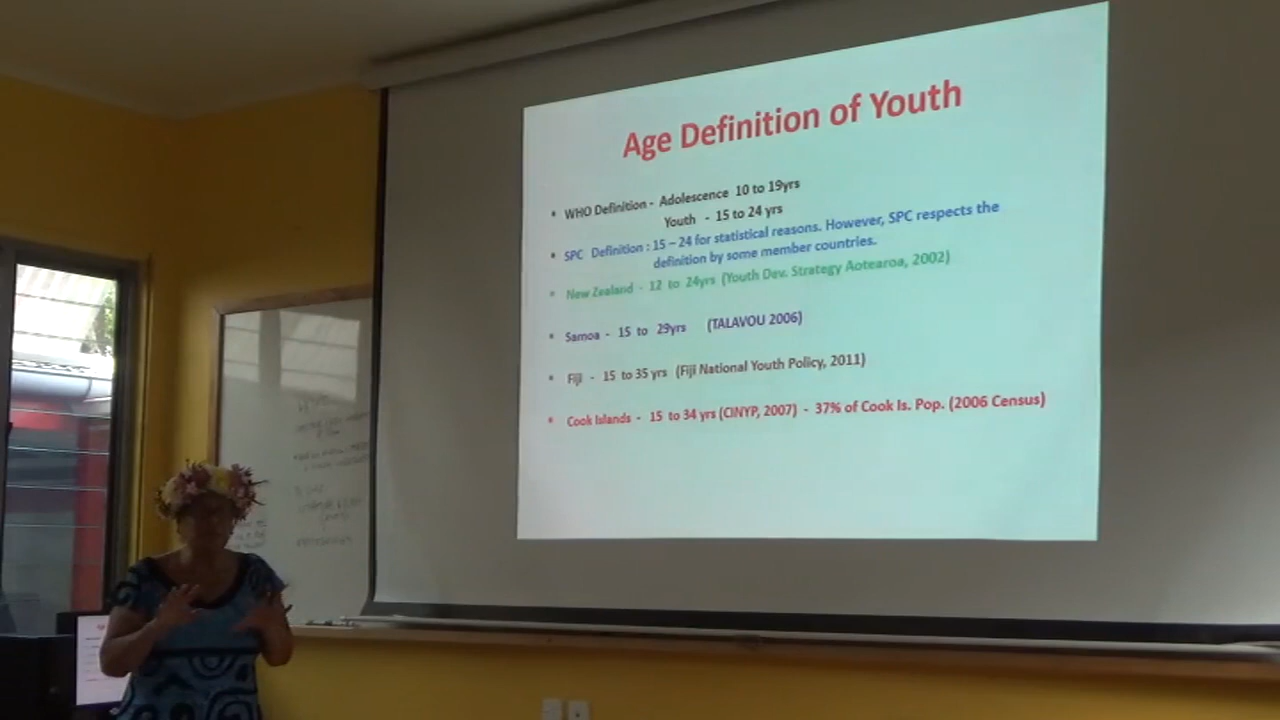 Age Definition of Youth
• WHO Definition - Adolescence 10 to 19yrs
Youth - 15 to 24 yrs
• SPC Definition : 15 – 24 for statistical reasons. However, SPC respects the
definition by some member countries.
• New Zealand - 12 to 24yrs (Youth Dev. Strategy Aotearoa, 2002)
• Samoa - 15 to 29yrs (TALAVOU 2006)
• Fiji - 15 to 35 yrs (Fiji National Youth Policy, 2011)
• Cook Islands - 15 to 34 yrs (CINYP, 2007) - 37% of Cook Is. Pop. (2006 Census)